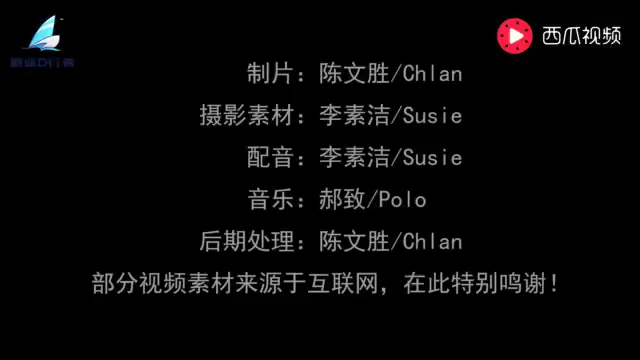 西瓜视频
制片：陈文胜/Chlan
摄影素材：李素洁/Susie
配音：李素洁/Susie
音乐：郝致/Polo
后期处理：陈文胜/Chlan
部分视频素材来源于互联网，在此特别鸣谢！